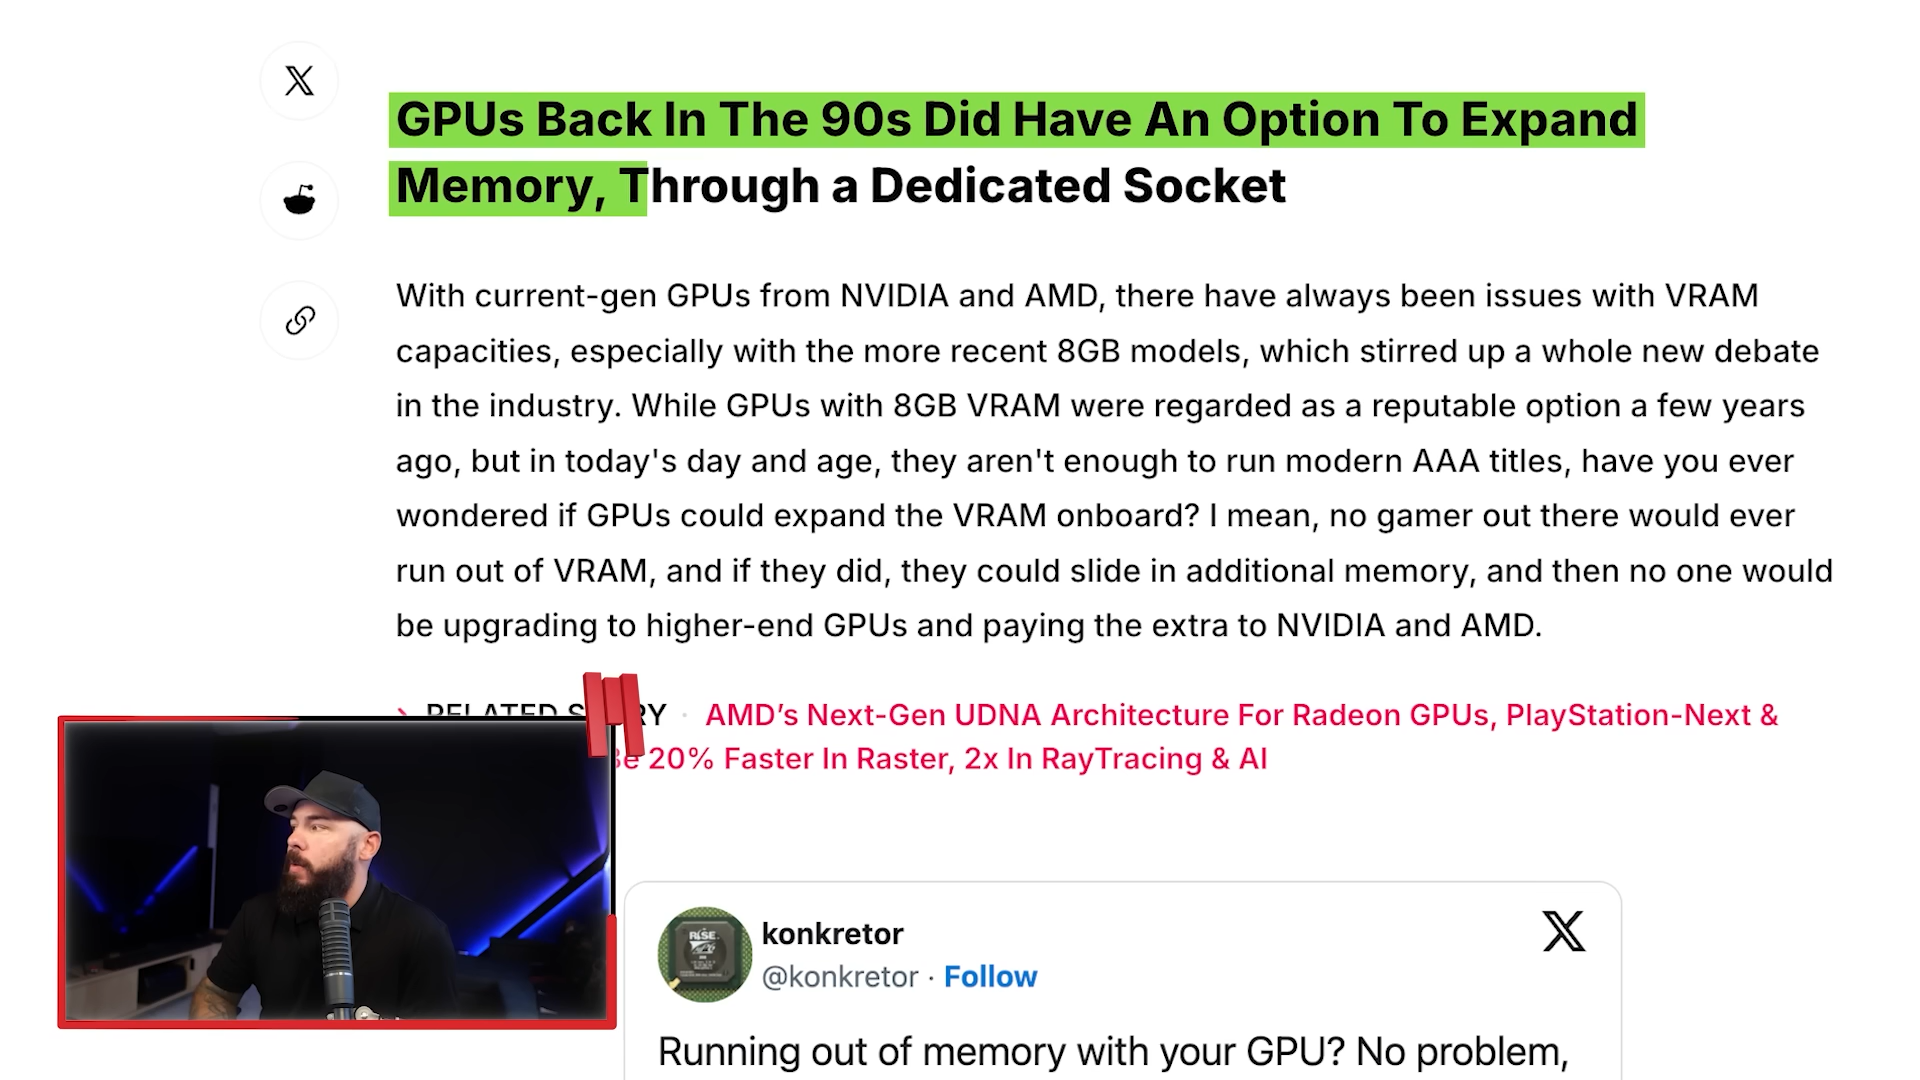 GPUs Back In The 90s Did Have An Option To Expand
Memory, Through a Dedicated Socket
With current-gen GPUs from NVIDIA and AMD, there have always been issues with VRAM
capacities, especially with the more recent 8GB models, which stirred up a whole new debate
in the industry. While GPUs with 8GB VRAM were regarded as a reputable option a few years
ago, but in today's day and age, they aren't enough to run modern AAA titles, have you ever
wondered if GPUs could expand the VRAM onboard? I mean, no gamer out there would ever
run out of VRAM, and if they did, they could slide in additional memory, and then no one would
be upgrading to higher-end GPUs and paying the extra to NVIDIA and AMD.
RELATED STORY · AMD's Next-Gen UDNA Architecture For Radeon GPUs, PlayStation-Next &
Be 20% Faster In Raster, 2x In RayTracing & AI
RiSE
konkretor
@konkretor · Follow
Running out of memory with your GPU? No problem,